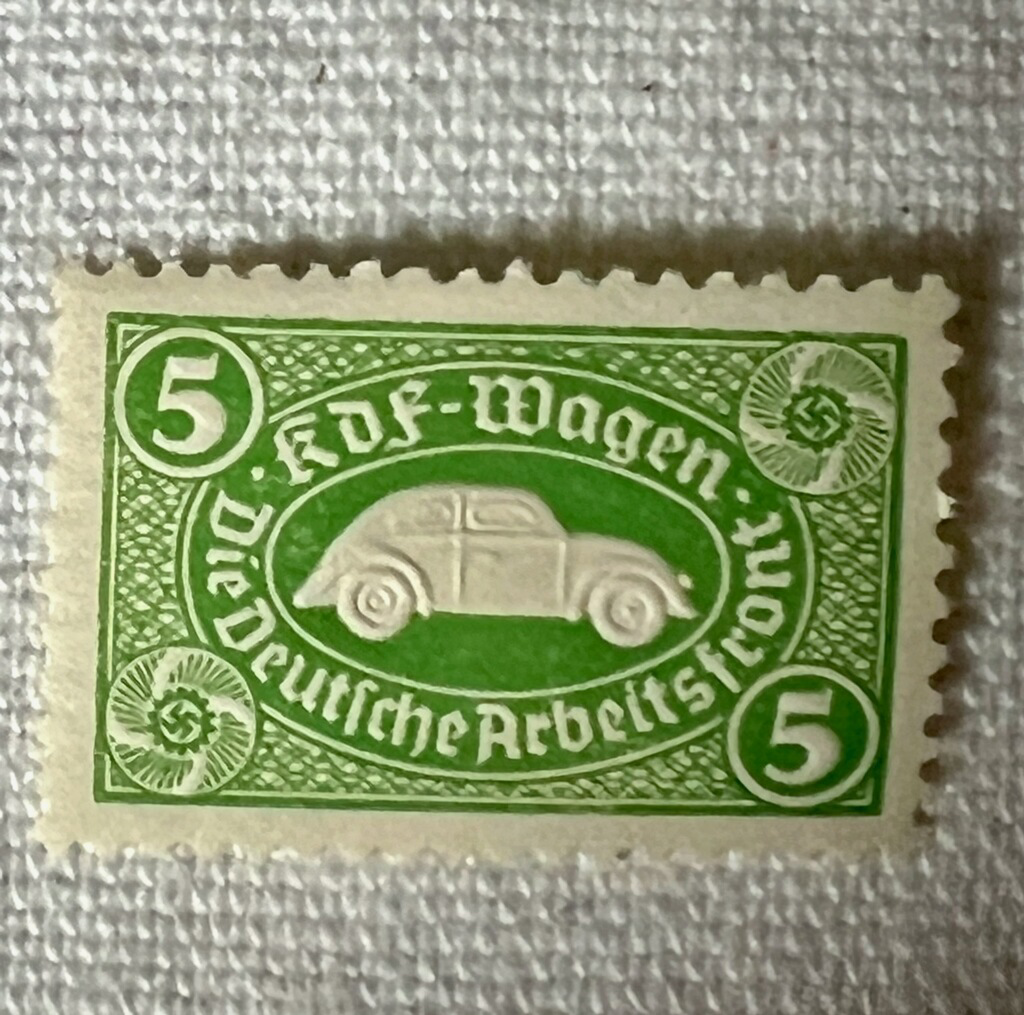 5
·KdF-Wagen·
Die Deutsche Arbeitsfront
5